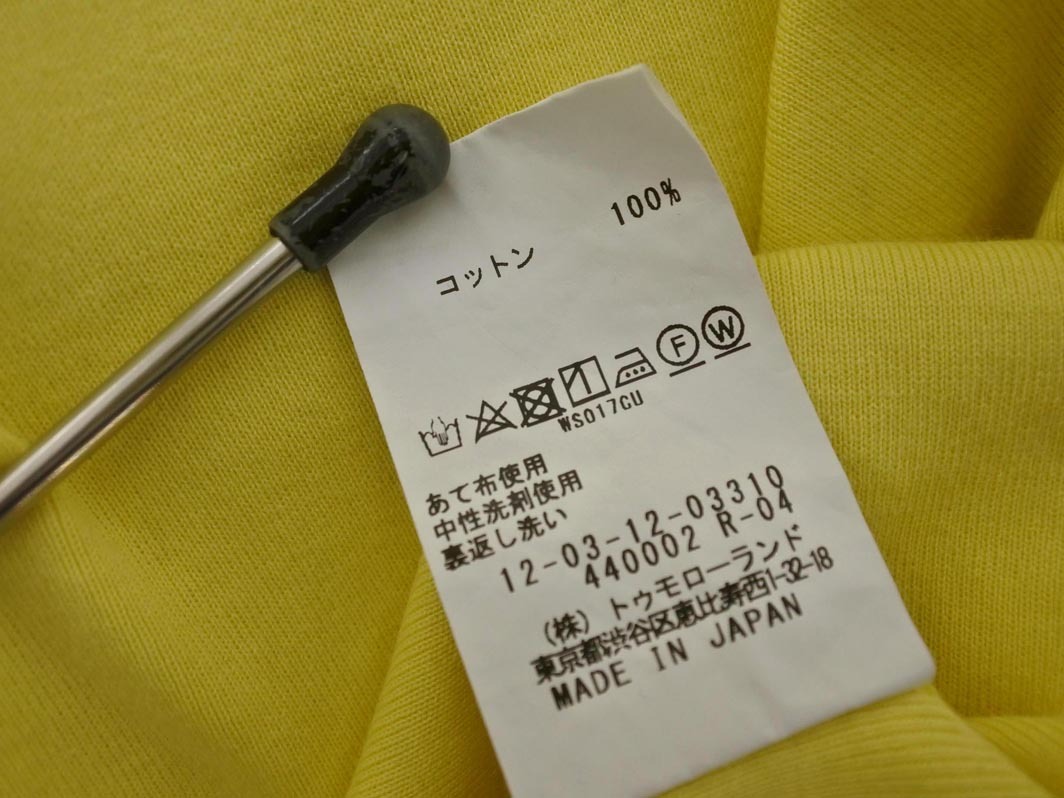 コットン 100%
F W
WS017GU
あて布使用
中性洗剤使用
裏返し洗い
12-03-12-03310
440002 R-04
(株) トゥモローランド
東京都渋谷区恵比寿西1-32-18
MADE IN JAPAN